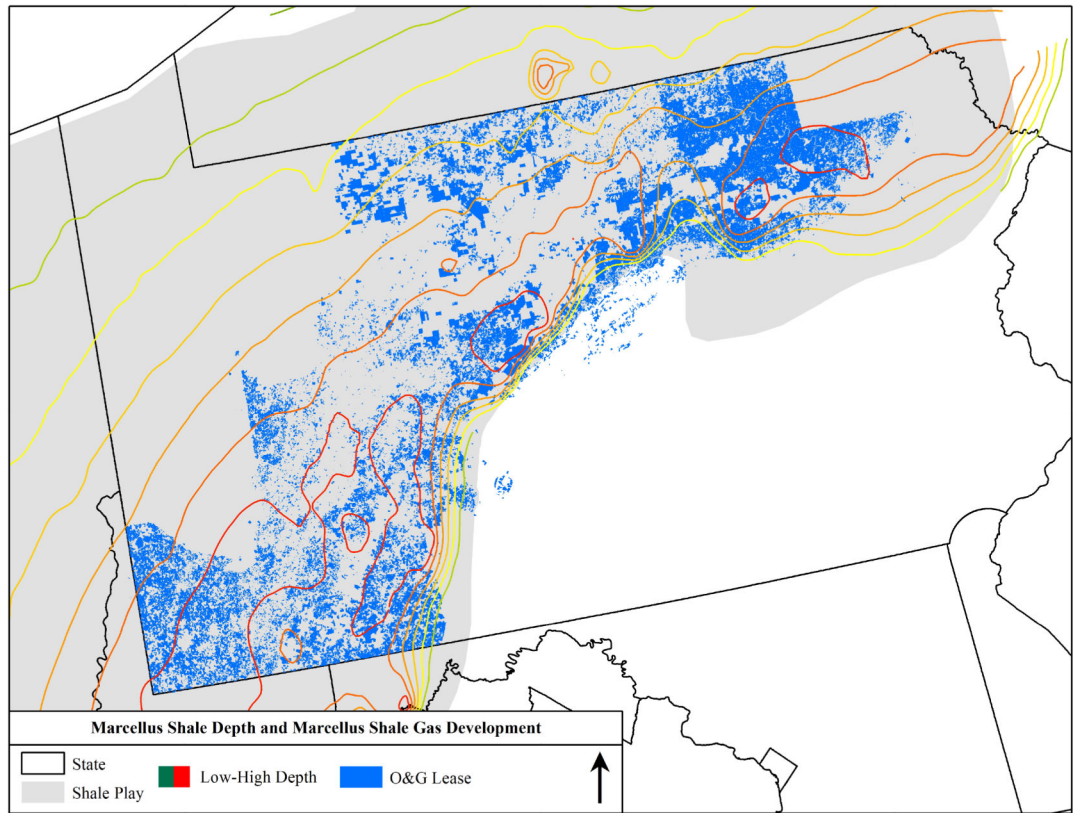 Marcellus Shale Depth and Marcellus Shale Gas Development
State
Low-High Depth
O&G Lease
Shale Play